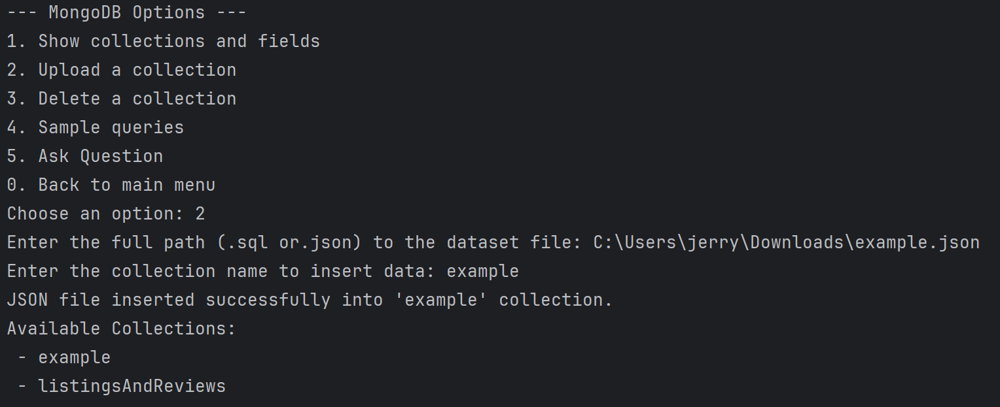 --- MongoDB Options ---
1. Show collections and fields
2. Upload a collection
3. Delete a collection
4. Sample queries
5. Ask Question
0. Back to main menu
Choose an option: 2
Enter the full path (.sql or.json) to the dataset file: C:\Users\jerry\Downloads\example.json
Enter the collection name to insert data: example
JSON file inserted successfully into 'example' collection.
Available Collections:
 - example
 - listingsAndReviews